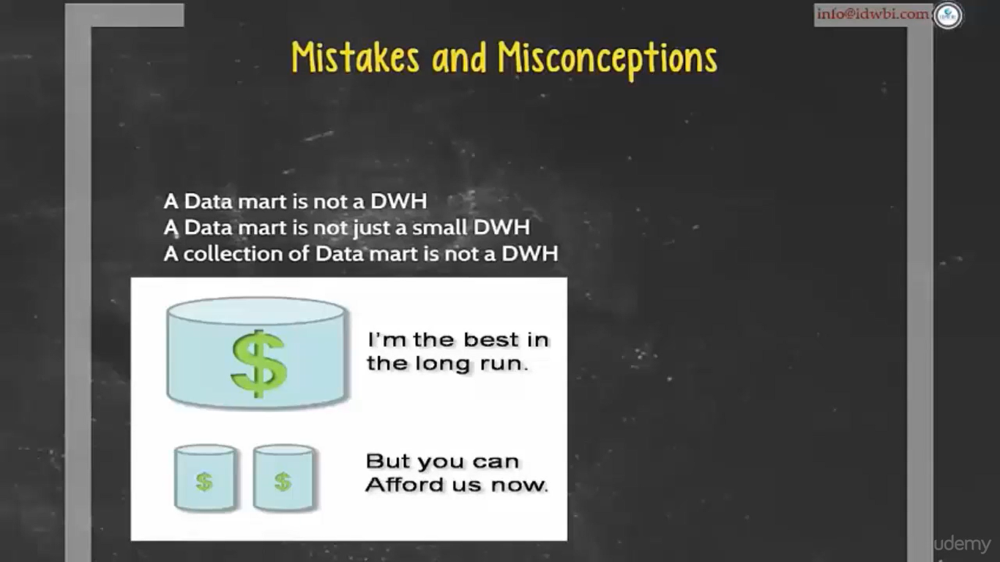 info@idwbi.com
Mistakes and Misconceptions
A Data mart is not a DWH
A Data mart is not just a small DWH
A collection of Data mart is not a DWH
$
I'm the best in
the long run.
$ $
But you can
Afford us now.
udemy